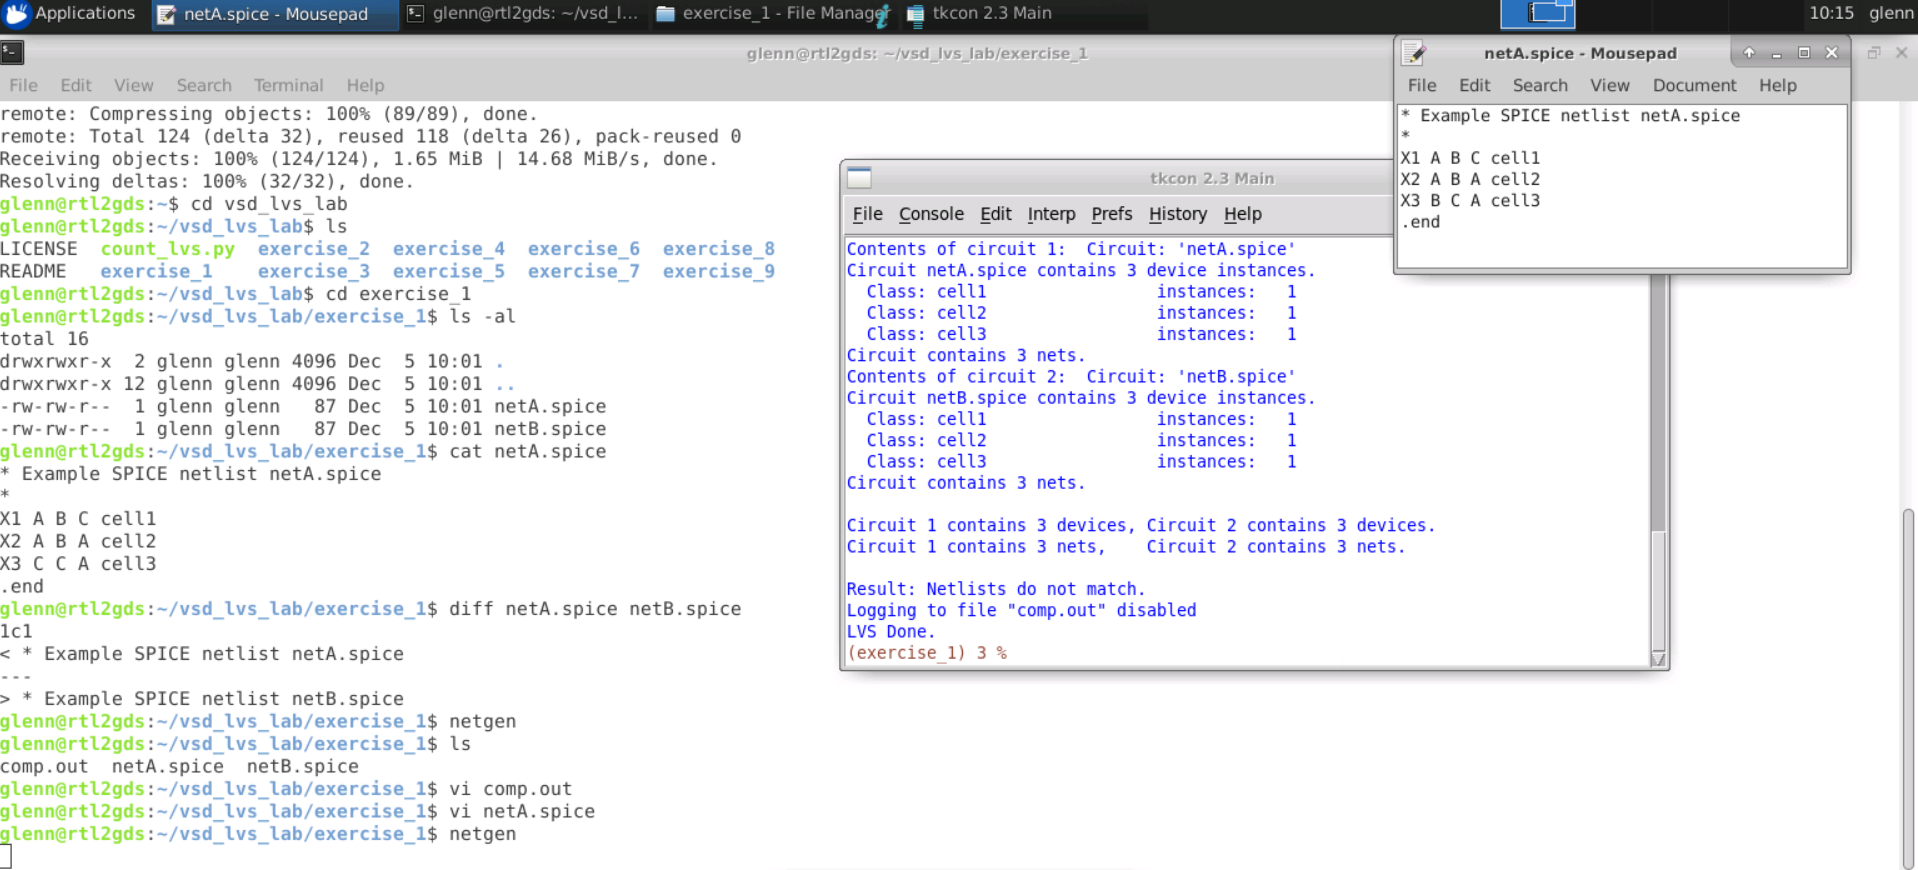 Applications
netA.spice - Mousepad
glenn@rtl2gds: ~/vsd_l...
exercise_1 - File Manager
tkcon 2.3 Main
10:15 glenn
glenn@rtl2gds: ~/vsd_lvs_lab/exercise_1
File Edit View Search Terminal Help
remote: Compressing objects: 100% (89/89), done.
remote: Total 124 (delta 32), reused 118 (delta 26), pack-reused 0
Receiving objects: 100% (124/124), 1.65 MiB | 14.68 MiB/s, done.
Resolving deltas: 100% (32/32), done.
glenn@rtl2gds:~$ cd vsd_lvs_lab
glenn@rtl2gds:~/vsd_lvs_lab$ ls
LICENSE count_lvs.py exercise_2 exercise_4 exercise_6 exercise_8
README exercise_1 exercise_3 exercise_5 exercise_7 exercise_9
glenn@rtl2gds:~/vsd_lvs_lab$ cd exercise_1
glenn@rtl2gds:~/vsd_lvs_lab/exercise_1$ ls -al
total 16
drwxrwxr-x 2 glenn glenn 4096 Dec 5 10:01 .
drwxrwxr-x 12 glenn glenn 4096 Dec 5 10:01 ..
-rw-rw-r-- 1 glenn glenn 87 Dec 5 10:01 netA.spice
-rw-rw-r-- 1 glenn glenn 87 Dec 5 10:01 netB.spice
glenn@rtl2gds:~/vsd_lvs_lab/exercise_1$ cat netA.spice
* Example SPICE netlist netA.spice
*
X1 A B C cell1
X2 A B A cell2
X3 C C A cell3
.end
glenn@rtl2gds:~/vsd_lvs_lab/exercise_1$ diff netA.spice netB.spice
1c1
< * Example SPICE netlist netA.spice
---
> * Example SPICE netlist netB.spice
glenn@rtl2gds:~/vsd_lvs_lab/exercise_1$ netgen
glenn@rtl2gds:~/vsd_lvs_lab/exercise_1$ ls
comp.out netA.spice netB.spice
glenn@rtl2gds:~/vsd_lvs_lab/exercise_1$ vi comp.out
glenn@rtl2gds:~/vsd_lvs_lab/exercise_1$ vi netA.spice
glenn@rtl2gds:~/vsd_lvs_lab/exercise_1$ netgen
tkcon 2.3 Main
File Console Edit Interp Prefs History Help
Contents of circuit 1: Circuit: 'netA.spice'
Circuit netA.spice contains 3 device instances.
Class: cell1 instances: 1
Class: cell2 instances: 1
Class: cell3 instances: 1
Circuit contains 3 nets.
Contents of circuit 2: Circuit: 'netB.spice'
Circuit netB.spice contains 3 device instances.
Class: cell1 instances: 1
Class: cell2 instances: 1
Class: cell3 instances: 1
Circuit contains 3 nets.
Circuit 1 contains 3 devices, Circuit 2 contains 3 devices.
Circuit 1 contains 3 nets, Circuit 2 contains 3 nets.
Result: Netlists do not match.
Logging to file "comp.out" disabled
LVS Done.
(exercise_1) 3 %
netA.spice - Mousepad
File Edit Search View Document Help
* Example SPICE netlist netA.spice
*
X1 A B C cell1
X2 A B A cell2
X3 B C A cell3
.end